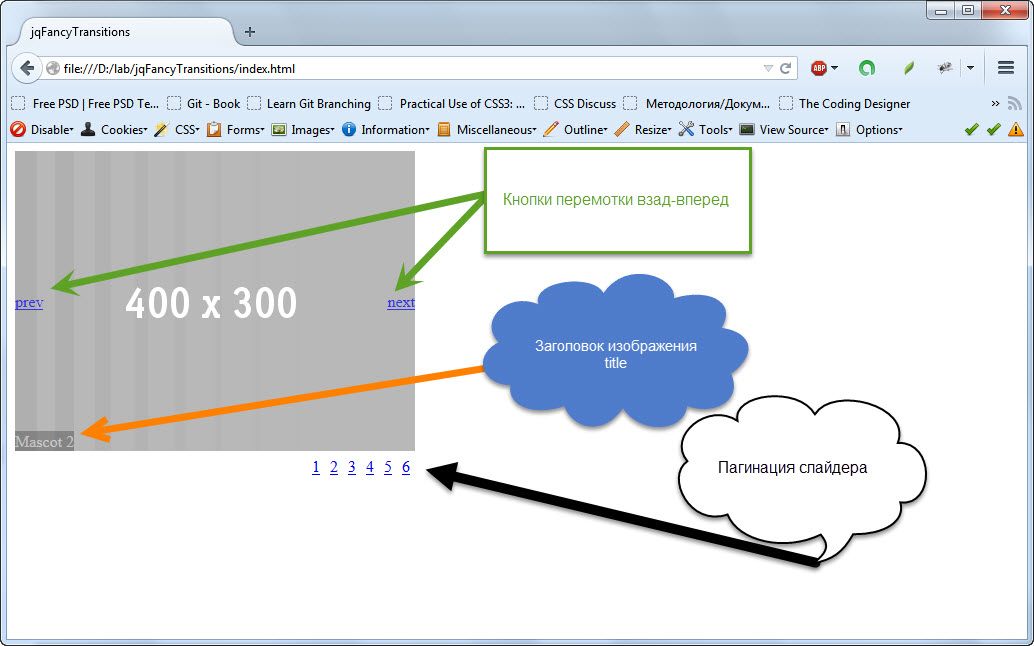 jqFancyTransitions
file:///D:/lab/jqFancyTransitions/index.html
ABP
Free PSD | Free PSD Te... Git - Book Learn Git Branching Practical Use of CSS3: ... CSS Discuss Методология/Докум... The Coding Designer
Disable Cookies CSS Forms Images Information Miscellaneous Outline Resize Tools View Source Options
Кнопки перемотки взад-вперед
prev
400 x 300
next
Заголовок изображения
title
Mascot 2
1 2 3 4 5 6
Пагинация слайдера